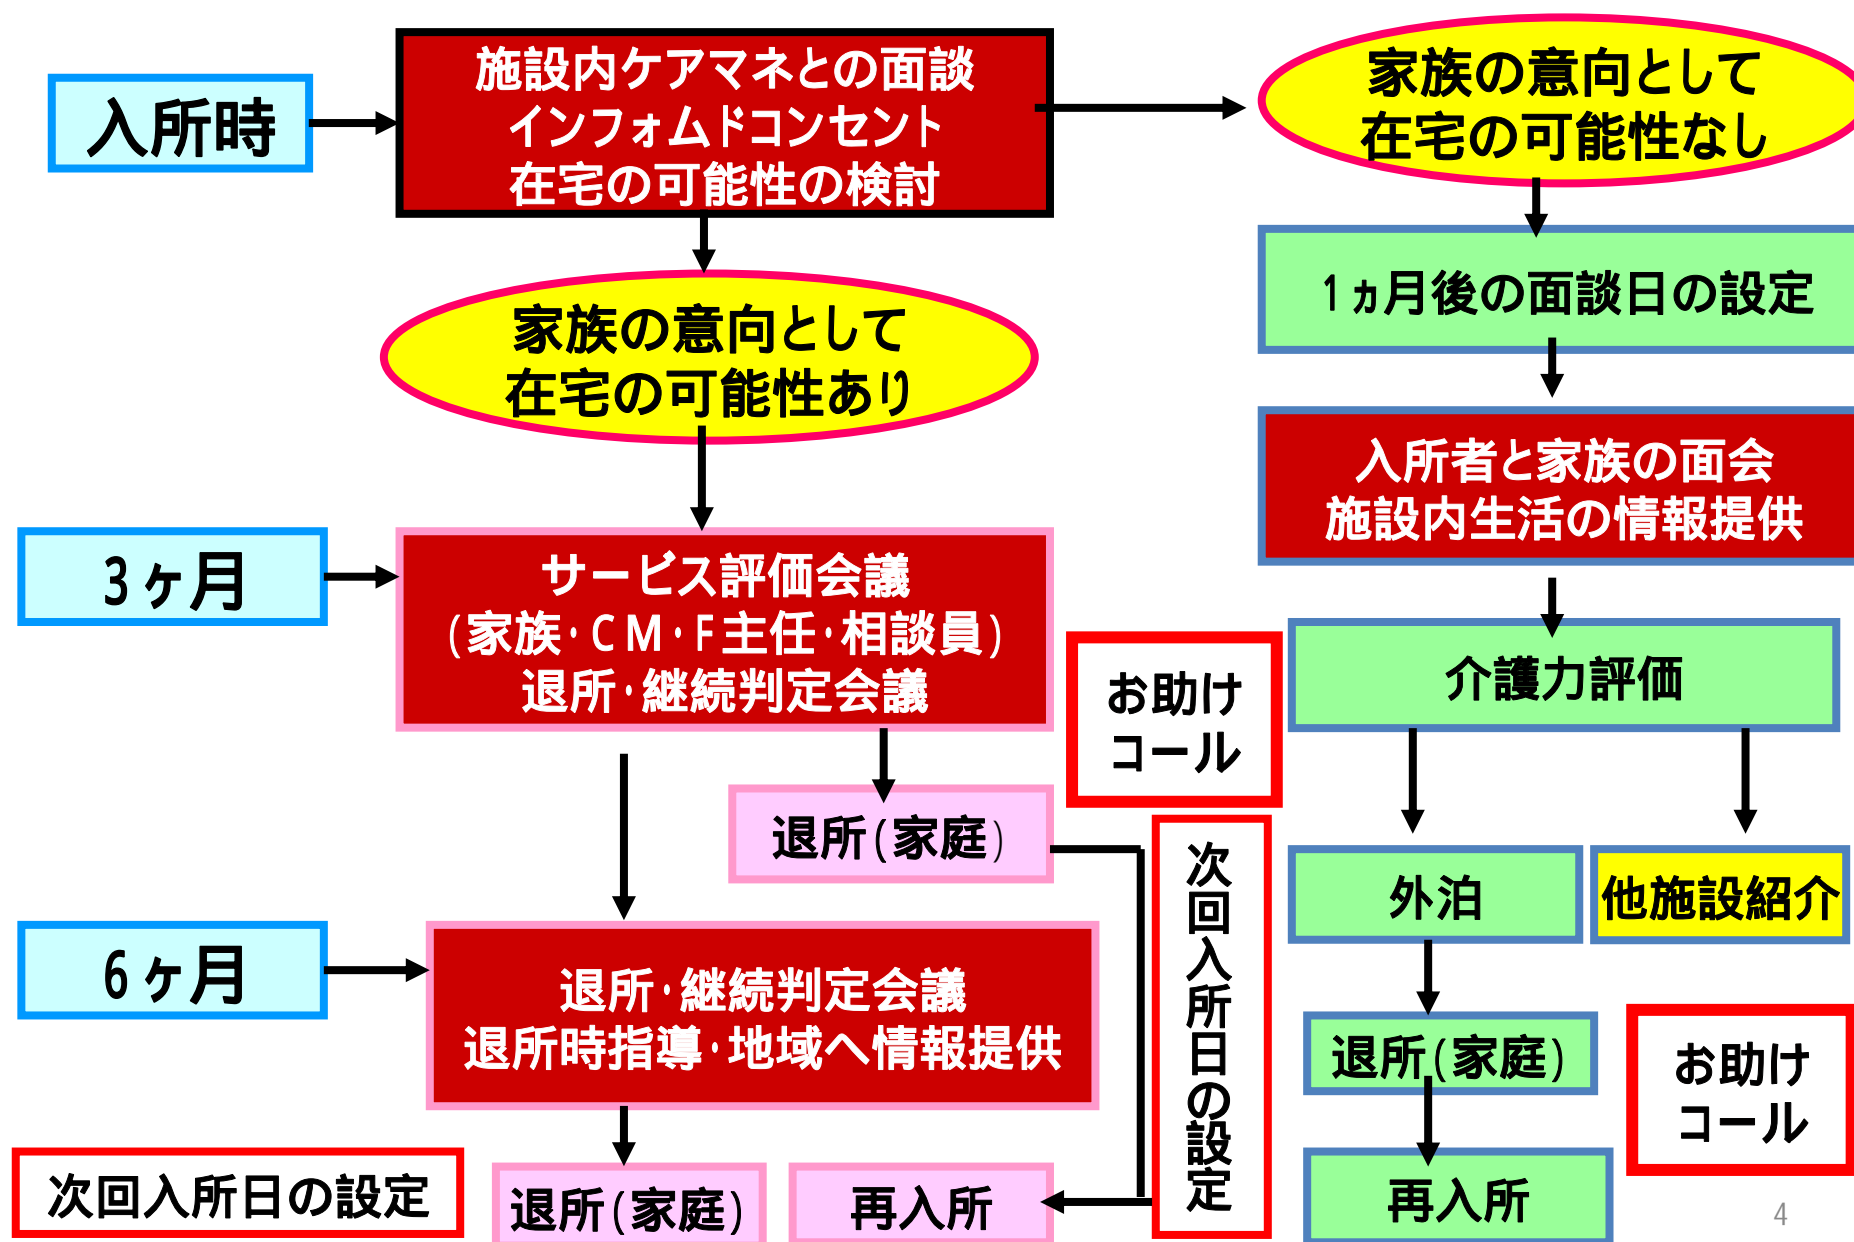 入所時
施設内ケアマネとの面談
インフォムドコンセント
在宅の可能性の検討
家族の意向として
在宅の可能性なし
1ヵ月後の面談日の設定
家族の意向として
在宅の可能性あり
入所者と家族の面会
施設内生活の情報提供
3ヶ月
サービス評価会議
(家族・CM・F主任・相談員)
退所・継続判定会議
お助け
コール
介護力評価
退所(家庭)
次回入所日の設定
外泊
他施設紹介
6ヶ月
退所・継続判定会議
退所時指導・地域へ情報提供
退所(家庭)
お助け
コール
次回入所日の設定
退所(家庭)
再入所
再入所
4